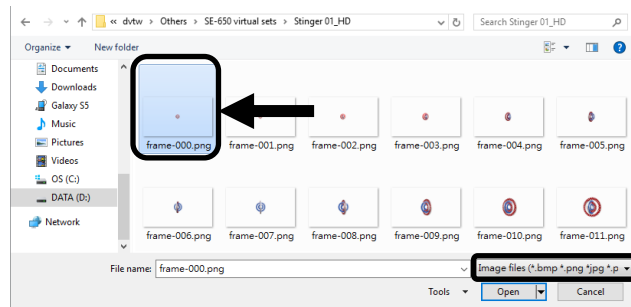 « dvtw › Others › SE-650 virtual sets › Stinger 01_HD
Search Stinger 01_HD
Organize
New folder
Documents
Downloads
Galaxy S5
Music
Pictures
Videos
OS (C:)
DATA (D:)
Network
frame-000.png
frame-001.png
frame-002.png
frame-003.png
frame-004.png
frame-005.png
frame-006.png
frame-007.png
frame-008.png
frame-009.png
frame-010.png
frame-011.png
File name: frame-000.png
Image files (*.bmp *.png *jpg *.p
Tools
Open
Cancel